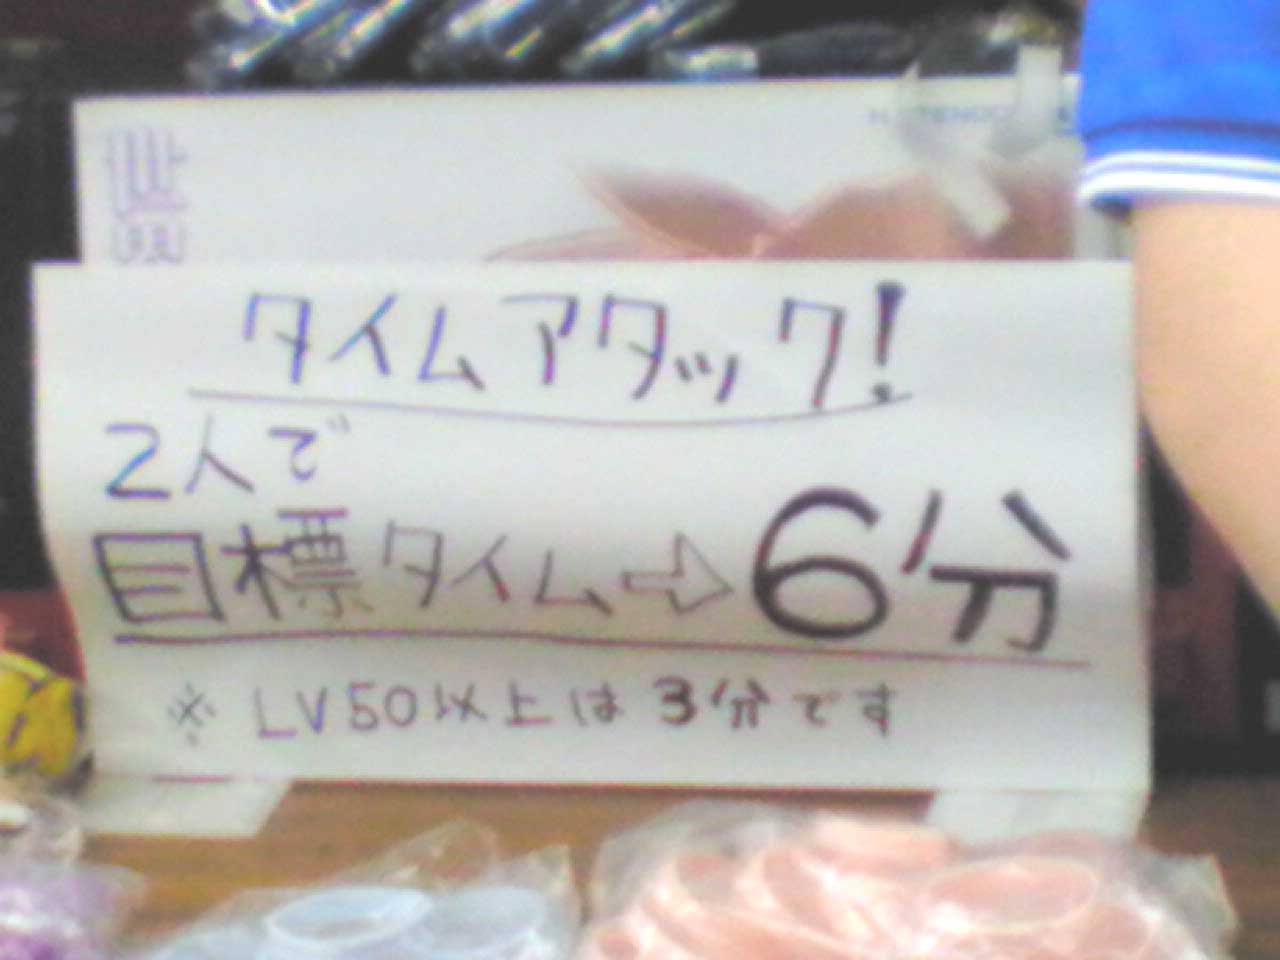 タイムアタック!
2人で
目標タイム⇨6分
※ LV50以上は3分です